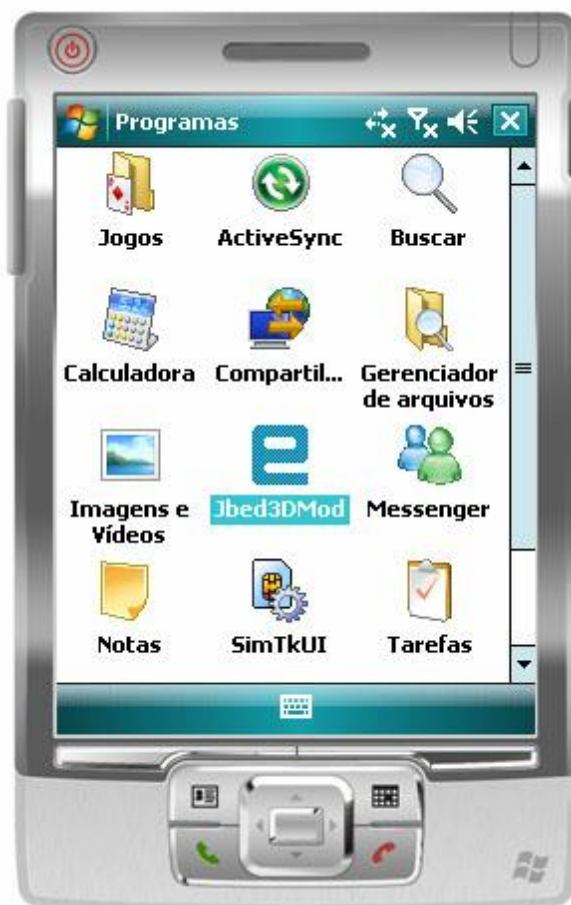 Programas
Jogos ActiveSync Buscar
Calculadora Compartil... Gerenciador
de arquivos
Imagens e Jbed3DMod Messenger
Vídeos
Notas SimTkUI Tarefas